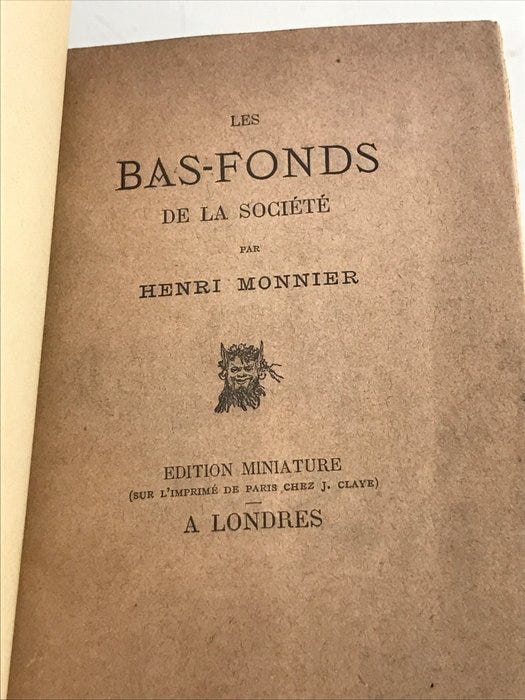 LES
BAS-FONDS
DE LA SOCIÉTÉ
PAR
HENRI MONNIER
EDITION MINIATURE
(SUR L'IMPRIMÉ DE PARIS CHEZ J. CLAYE)
A LONDRES